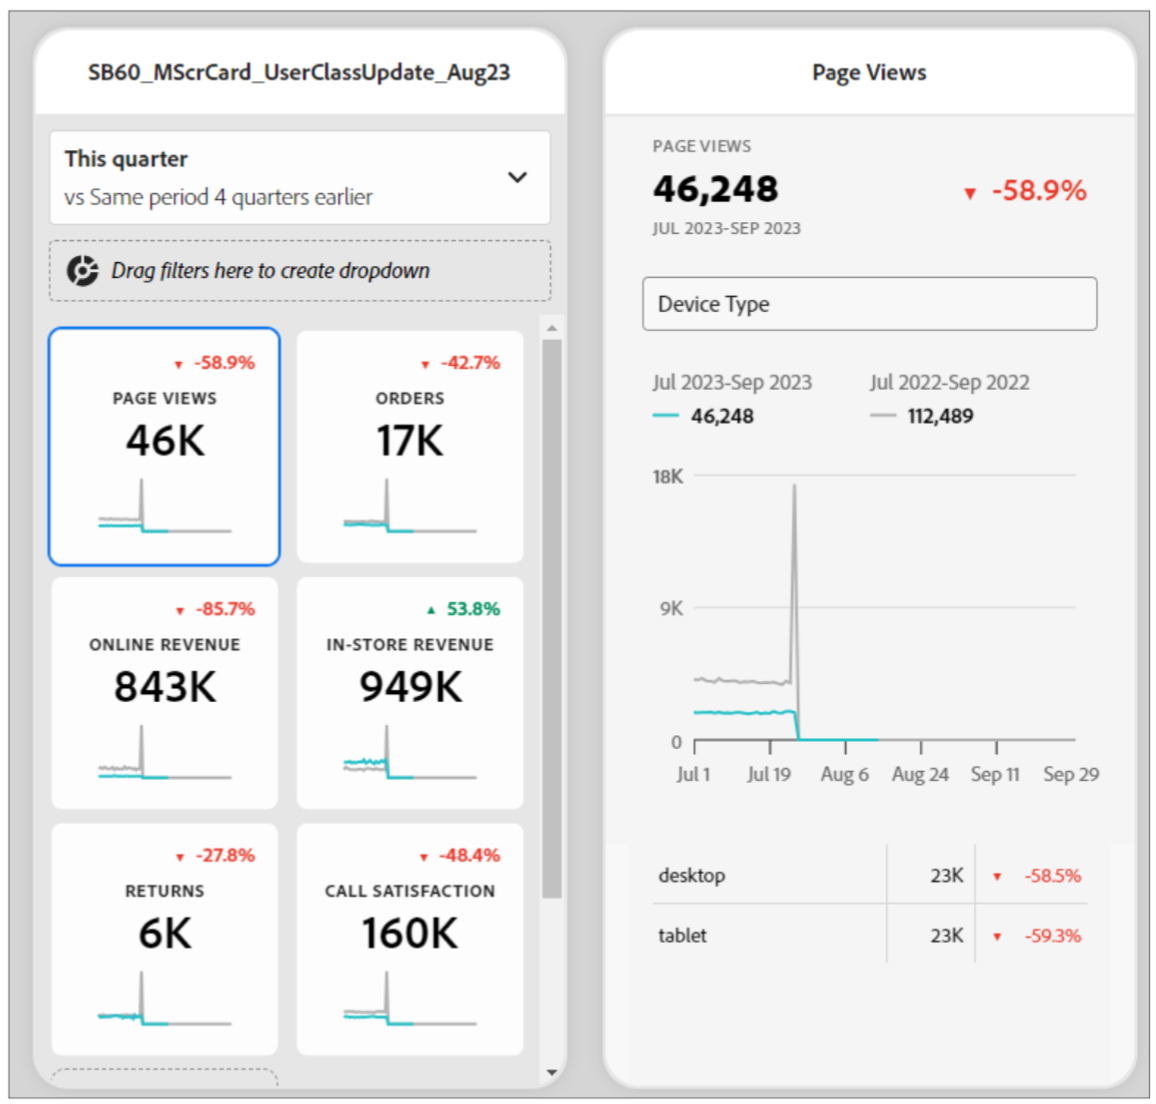 SB60_MScrCard_UserClassUpdate_Aug23
This quarter
vs Same period 4 quarters earlier
Drag filters here to create dropdown
▼ -58.9%
PAGE VIEWS
46K
▼ -42.7%
ORDERS
17K
▼ -85.7%
ONLINE REVENUE
843K
▲ 53.8%
IN-STORE REVENUE
949K
▼ -27.8%
RETURNS
6K
▼ -48.4%
CALL SATISFACTION
160K
Page Views
PAGE VIEWS
46,248 ▼ -58.9%
JUL 2023-SEP 2023
Device Type
Jul 2023-Sep 2023 Jul 2022-Sep 2022
46,248 112,489
18K
9K
0
Jul 1 Jul 19 Aug 6 Aug 24 Sep 11 Sep 29
desktop 23K ▼ -58.5%
tablet 23K ▼ -59.3%